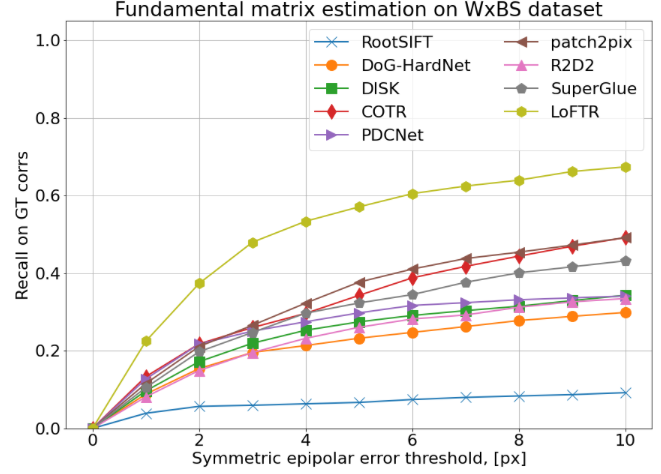 Fundamental matrix estimation on WxBS dataset
1.0
0.8
0.6
0.4
0.2
0.0
Recall on GT corrs
RootSIFT
DoG-HardNet
DISK
COTR
PDCNet
patch2pix
R2D2
SuperGlue
LoFTR
0 2 4 6 8 10
Symmetric epipolar error threshold, [px]